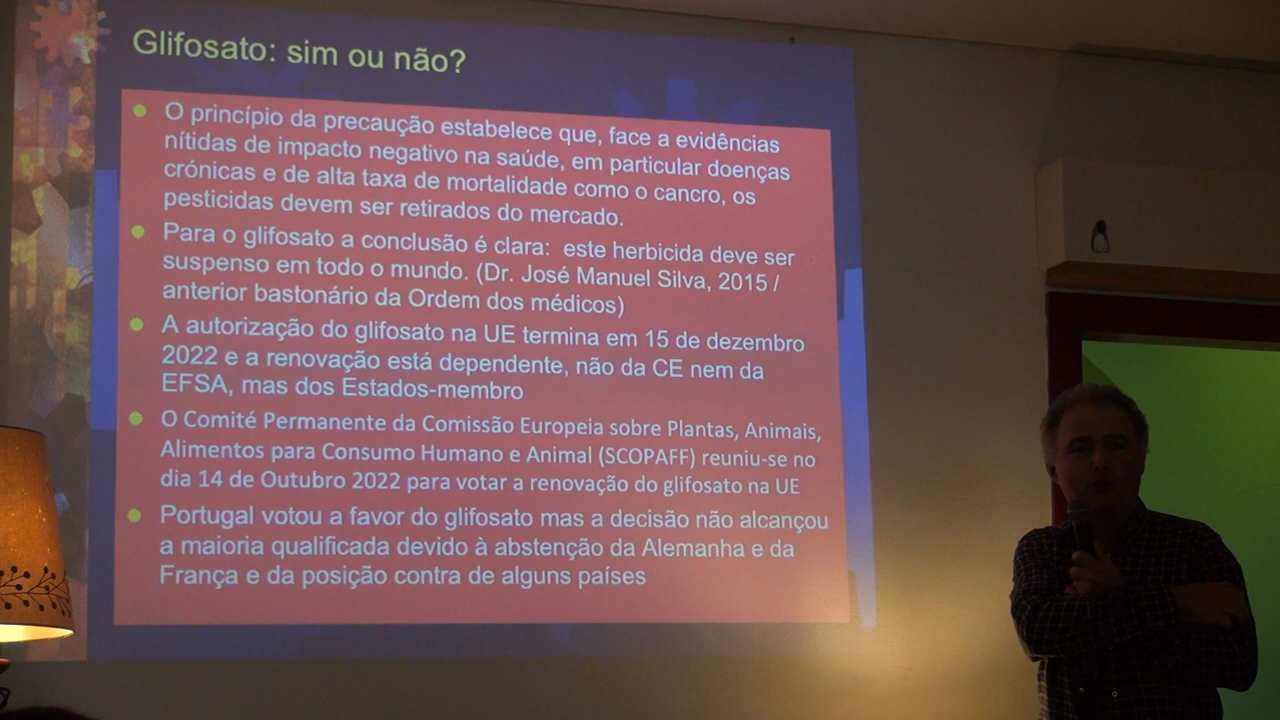 Glifosato: sim ou não?
O princípio da precaução estabelece que, face a evidências
nítidas de impacto negativo na saúde, em particular doenças
crónicas e de alta taxa de mortalidade como o cancro, os
pesticidas devem ser retirados do mercado.
Para o glifosato a conclusão é clara: este herbicida deve ser
suspenso em todo o mundo. (Dr. José Manuel Silva, 2015 /
anterior bastonário da Ordem dos médicos)
A autorização do glifosato na UE termina em 15 de dezembro
2022 e a renovação está dependente, não da CE nem da
EFSA, mas dos Estados-membro
O Comité Permanente da Comissão Europeia sobre Plantas, Animais,
Alimentos para Consumo Humano e Animal (SCOPAFF) reuniu-se no
dia 14 de Outubro 2022 para votar a renovação do glifosato na UE
Portugal votou a favor do glifosato mas a decisão não alcançou
a maioria qualificada devido à abstenção da Alemanha e da
França e da posição contra de alguns países